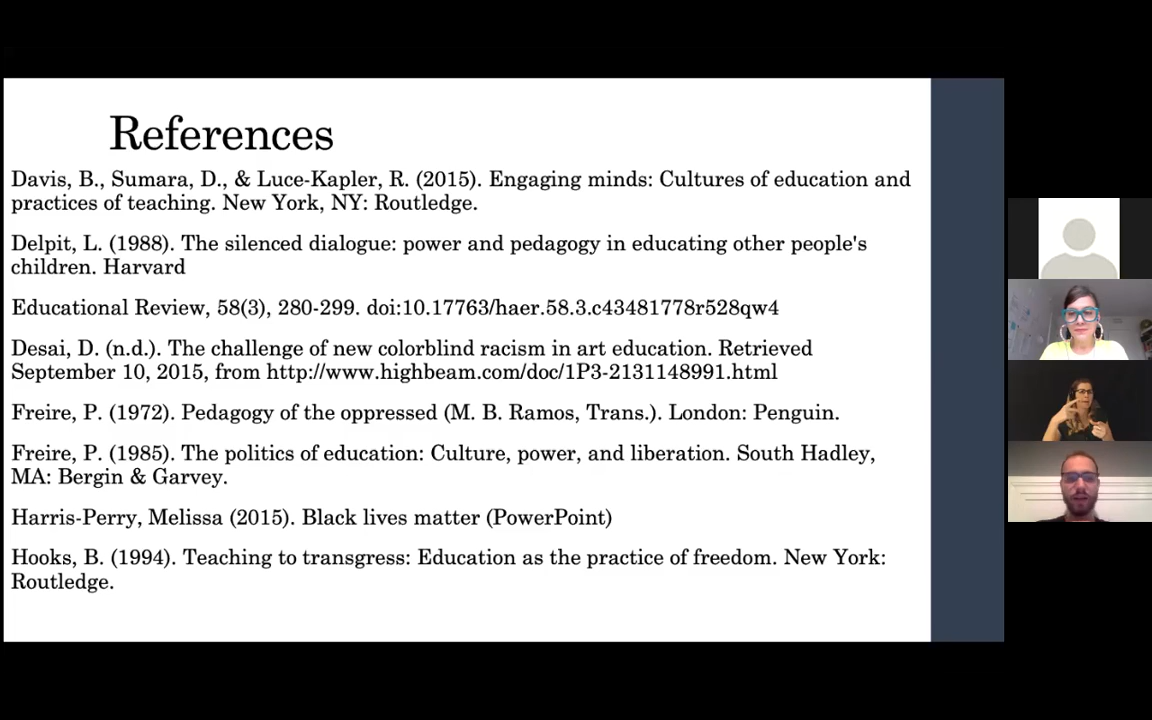 References
Davis, B., Sumara, D., & Luce-Kapler, R. (2015). Engaging minds: Cultures of education and
practices of teaching. New York, NY: Routledge.
Delpit, L. (1988). The silenced dialogue: power and pedagogy in educating other people's
children. Harvard
Educational Review, 58(3), 280-299. doi:10.17763/haer.58.3.c43481778r528qw4
Desai, D. (n.d.). The challenge of new colorblind racism in art education. Retrieved
September 10, 2015, from http://www.highbeam.com/doc/1P3-2131148991.html
Freire, P. (1972). Pedagogy of the oppressed (M. B. Ramos, Trans.). London: Penguin.
Freire, P. (1985). The politics of education: Culture, power, and liberation. South Hadley,
MA: Bergin & Garvey.
Harris-Perry, Melissa (2015). Black lives matter (PowerPoint)
Hooks, B. (1994). Teaching to transgress: Education as the practice of freedom. New York:
Routledge.